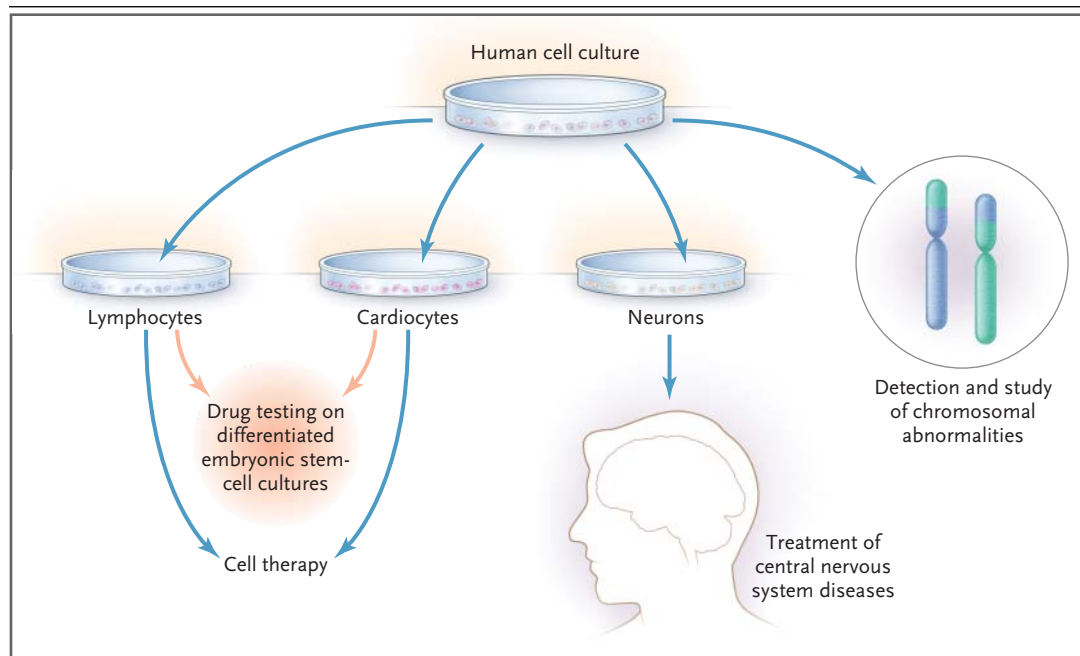 Human cell culture
Lymphocytes
Cardiocytes
Neurons
Detection and study
of chromosomal
abnormalities
Drug testing on
differentiated
embryonic stem-
cell cultures
Cell therapy
Treatment of
central nervous
system diseases